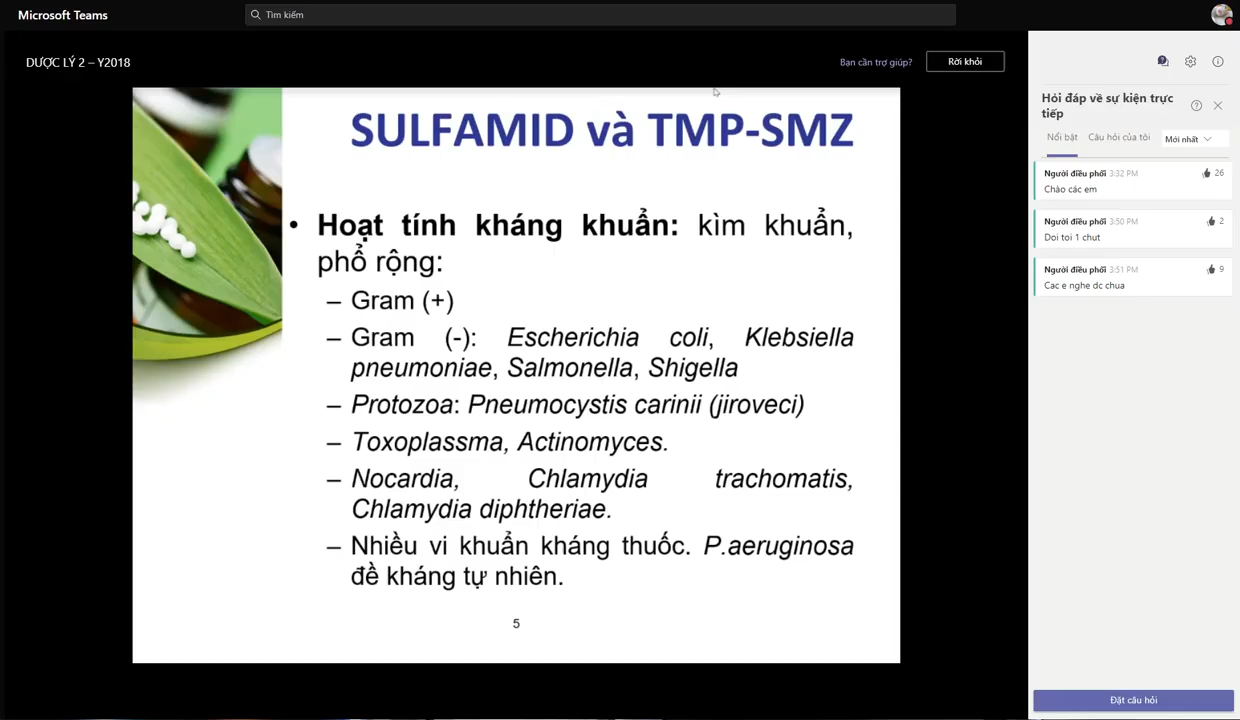 Microsoft Teams
Tìm kiếm
DƯỢC LÝ 2 – Y2018
Bạn cần trợ giúp?
Rời khỏi
SULFAMID và TMP-SMZ
• Hoạt tính kháng khuẩn: kìm khuẩn,
phổ rộng:
– Gram (+)
– Gram (-): Escherichia coli, Klebsiella
pneumoniae, Salmonella, Shigella
– Protozoa: Pneumocystis carinii (jiroveci)
– Toxoplassma, Actinomyces.
– Nocardia, Chlamydia trachomatis,
Chlamydia diphtheriae.
– Nhiều vi khuẩn kháng thuốc. P.aeruginosa
đề kháng tự nhiên.
5
Hỏi đáp về sự kiện trực
tiếp
Nổi bật Câu hỏi của tôi Mới nhất
Người điều phối 3:32 PM 26
Chào các em
Người điều phối 3:50 PM 2
Doi toi 1 chut
Người điều phối 3:51 PM 9
Cac e nghe dc chua
Đặt câu hỏi